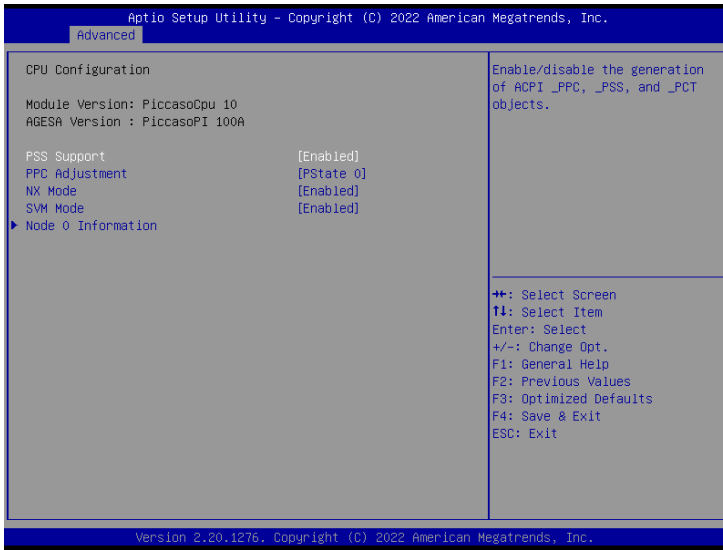 Aptio Setup Utility – Copyright (C) 2022 American Megatrends, Inc.
Advanced
CPU Configuration
Module Version: PiccasoCpu 10
AGESA Version : PiccasoPI 100A
PSS Support [Enabled]
PPC Adjustment [PState 0]
NX Mode [Enabled]
SVM Mode [Enabled]
▶ Node 0 Information
Enable/disable the generation
of ACPI _PPC, _PSS, and _PCT
objects.
→←: Select Screen
↑↓: Select Item
Enter: Select
+/-: Change Opt.
F1: General Help
F2: Previous Values
F3: Optimized Defaults
F4: Save & Exit
ESC: Exit
Version 2.20.1276. Copyright (C) 2022 American Megatrends, Inc.